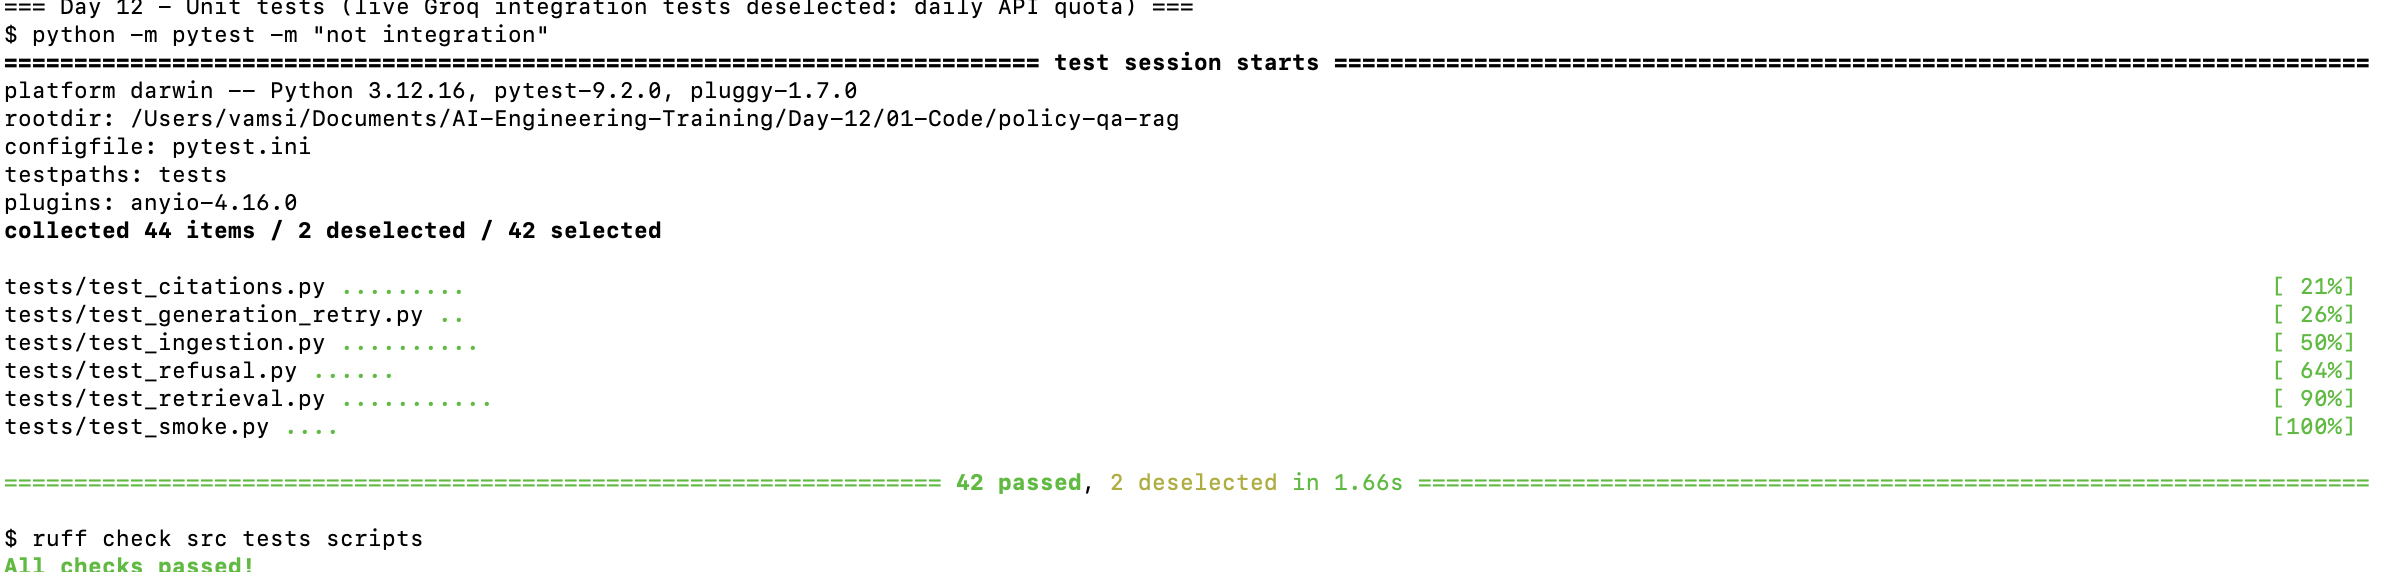 === Day 12 – Unit tests (live Groq integration tests deselected: daily API quota) ===
$ python -m pytest -m "not integration"
========================================================================== test session starts ==========================================================================
platform darwin -- Python 3.12.16, pytest-9.2.0, pluggy-1.7.0
rootdir: /Users/vamsi/Documents/AI-Engineering-Training/Day-12/01-Code/policy-qa-rag
configfile: pytest.ini
testpaths: tests
plugins: anyio-4.16.0
collected 44 items / 2 deselected / 42 selected

tests/test_citations.py ......... [ 21%]
tests/test_generation_retry.py .. [ 26%]
tests/test_ingestion.py .......... [ 50%]
tests/test_refusal.py ...... [ 64%]
tests/test_retrieval.py ........... [ 90%]
tests/test_smoke.py .... [100%]

=================================================================== 42 passed, 2 deselected in 1.66s ====================================================================

$ ruff check src tests scripts
All checks passed!